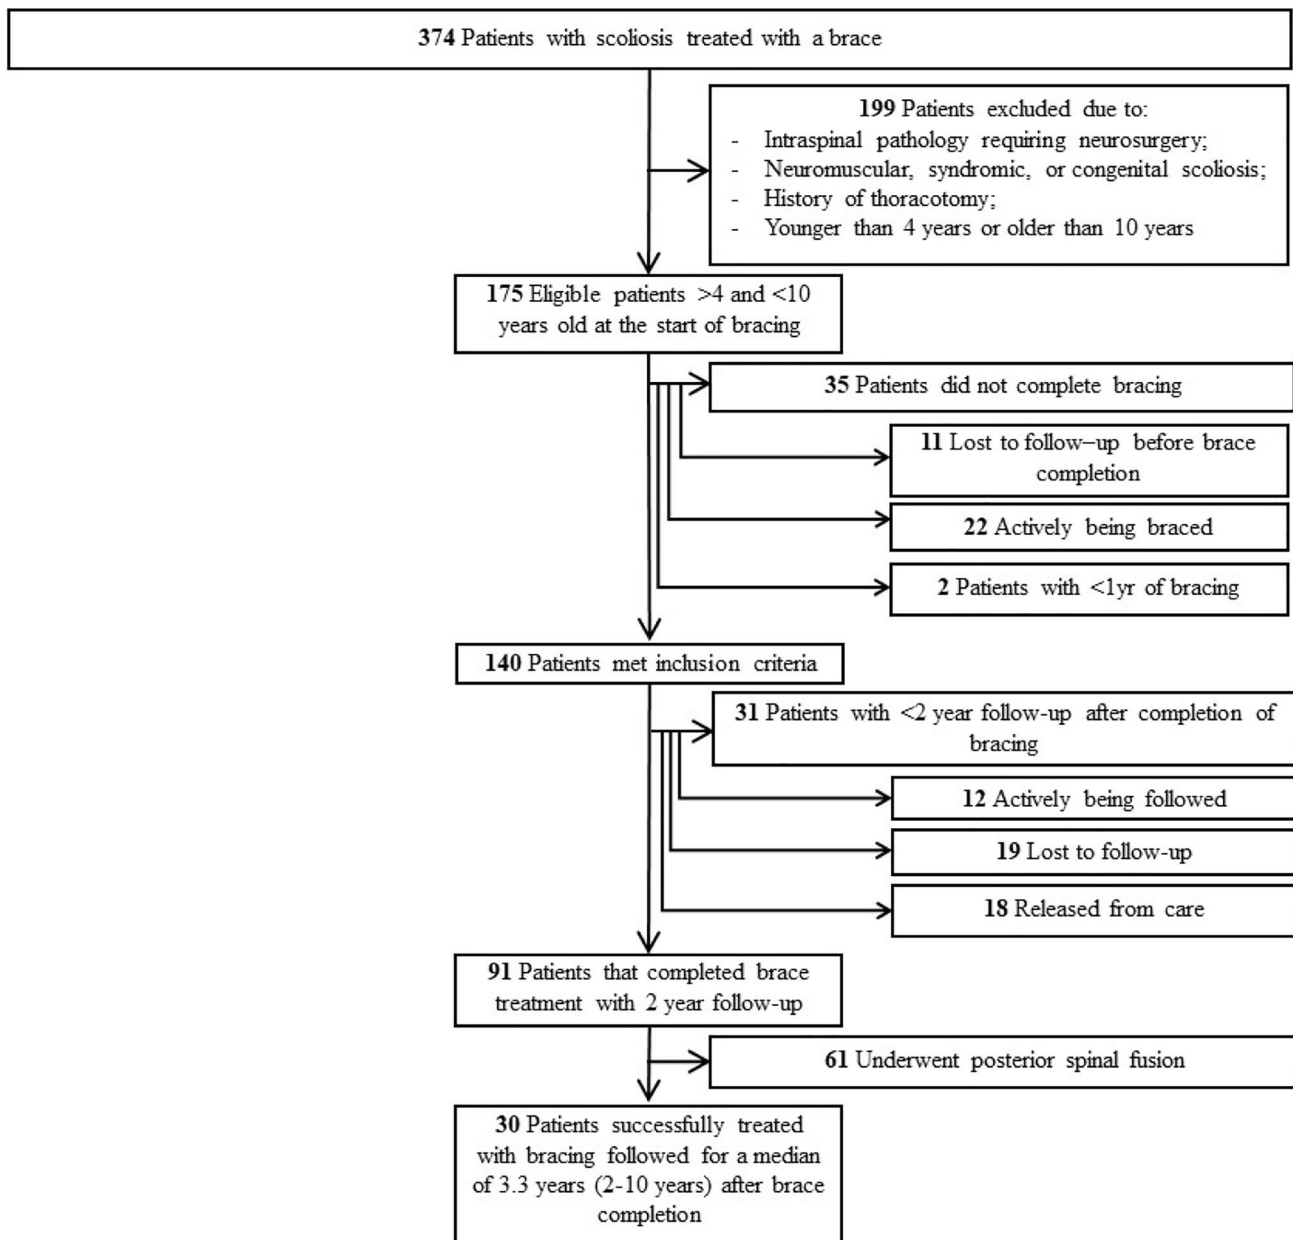 374 Patients with scoliosis treated with a brace
199 Patients excluded due to:
- Intraspinal pathology requiring neurosurgery;
- Neuromuscular, syndromic, or congenital scoliosis;
- History of thoracotomy;
- Younger than 4 years or older than 10 years
175 Eligible patients >4 and <10
years old at the start of bracing
35 Patients did not complete bracing
11 Lost to follow–up before brace
completion
22 Actively being braced
2 Patients with <1yr of bracing
140 Patients met inclusion criteria
31 Patients with <2 year follow-up after completion of
bracing
12 Actively being followed
19 Lost to follow-up
18 Released from care
91 Patients that completed brace
treatment with 2 year follow-up
61 Underwent posterior spinal fusion
30 Patients successfully treated
with bracing followed for a median
of 3.3 years (2-10 years) after brace
completion